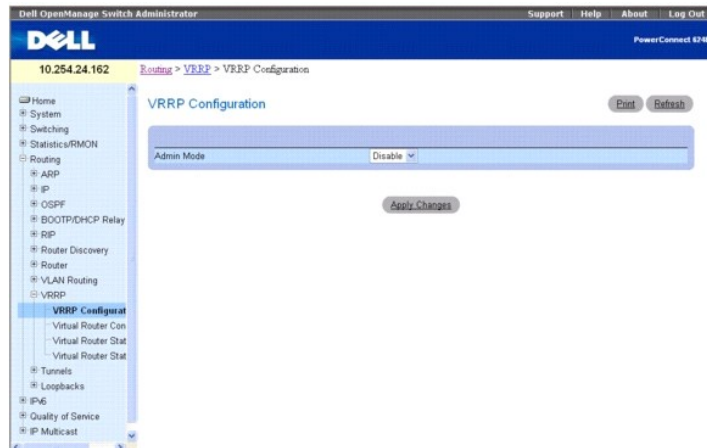 Dell OpenManage Switch Administrator
Support Help About Log Out
DELL
PowerConnect 624
10.254.24.162
Routing > VRRP > VRRP Configuration
Home
System
Switching
Statistics/RMON
Routing
ARP
IP
OSPF
BOOTP/DHCP Relay
RIP
Router Discovery
Router
VLAN Routing
VRRP
VRRP Configurat
Virtual Router Con
Virtual Router Stat
Virtual Router Stat
Tunnels
Loopbacks
IPv6
Quality of Service
IP Multicast
VRRP Configuration
Print Refresh
Admin Mode Disable
Apply Changes